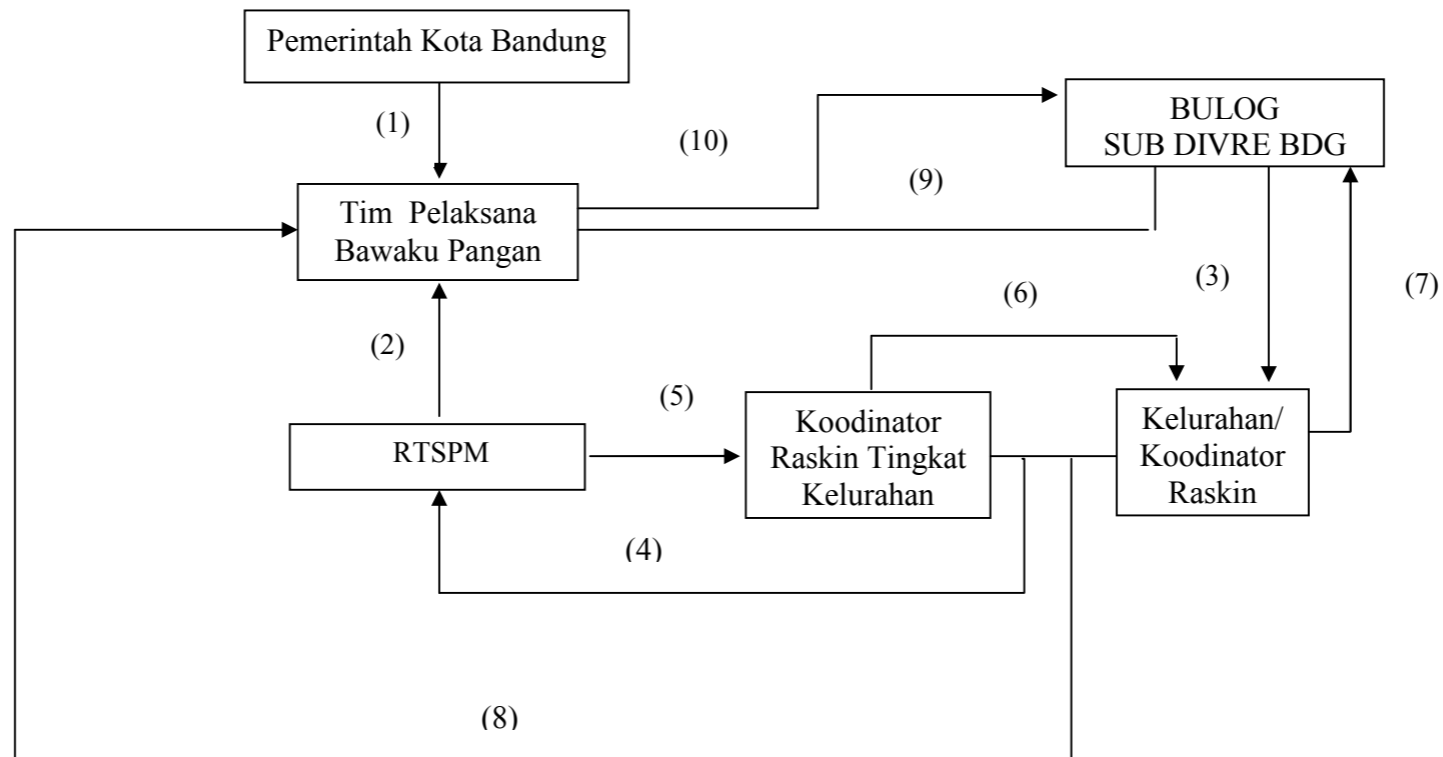 Pemerintah Kota Bandung
(1)
(10)
BULOG
SUB DIVRE BDG
(9)
Tim Pelaksana
Bawaku Pangan
(3)
(7)
(6)
(2)
(5)
Koodinator
Raskin Tingkat
Kelurahan
Kelurahan/
Koodinator
Raskin
RTSPM
(4)
(8)